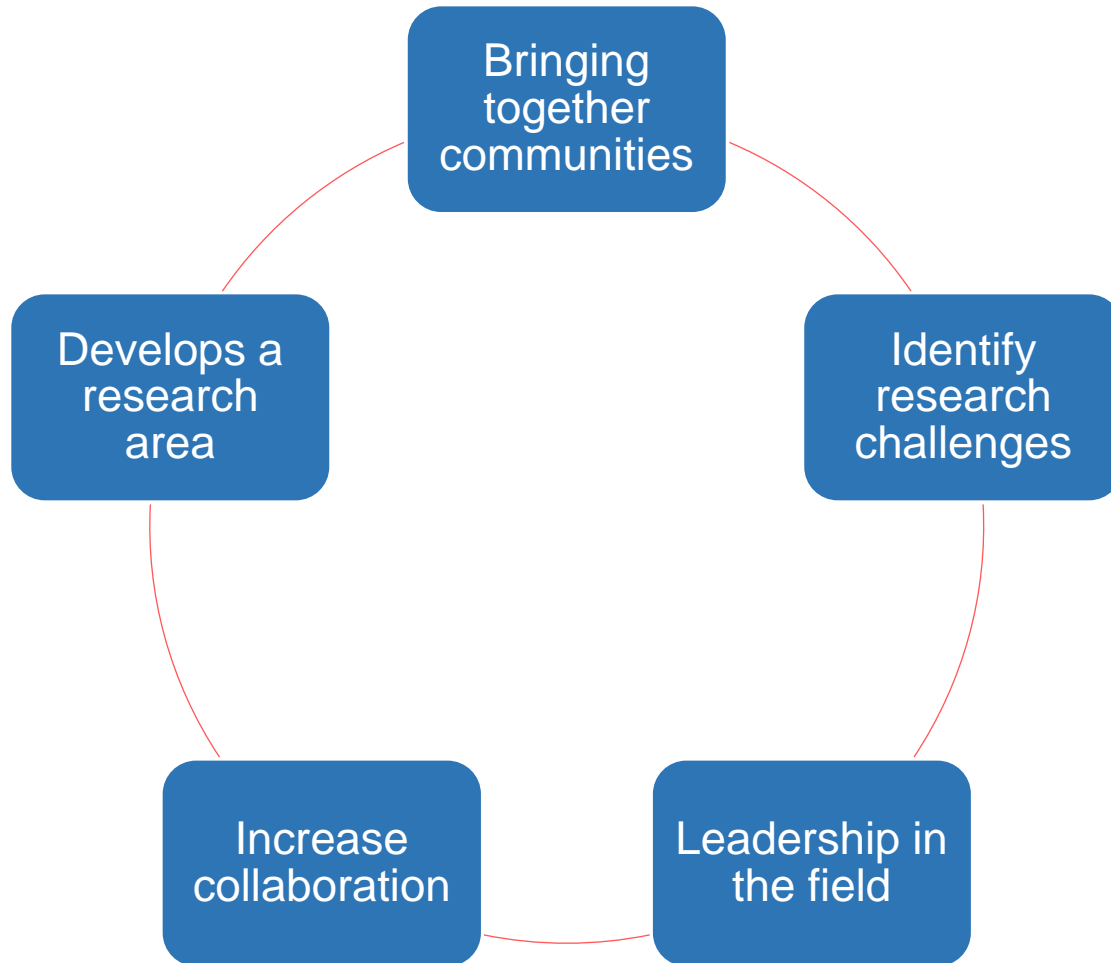 Bringing
together
communities
Identify
research
challenges
Leadership in
the field
Increase
collaboration
Develops a
research
area